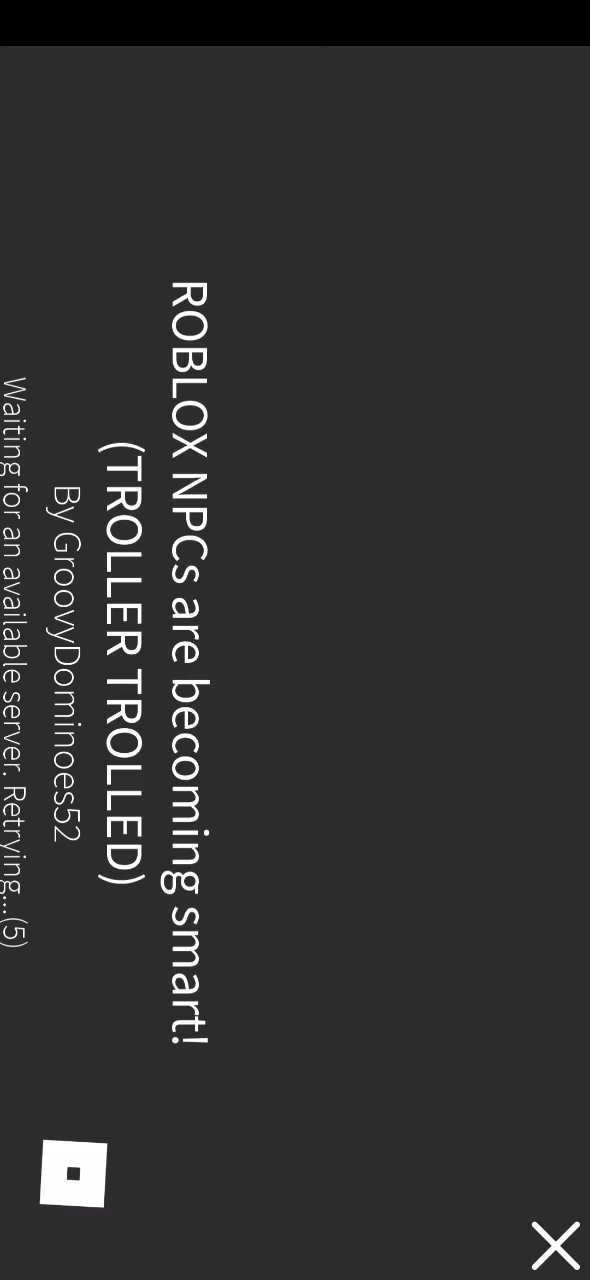 ROBLOX NPCs are becoming smart!
(TROLLER TROLLED)
By GroovyDominoes52
Waiting for an available server. Retrying...(5)